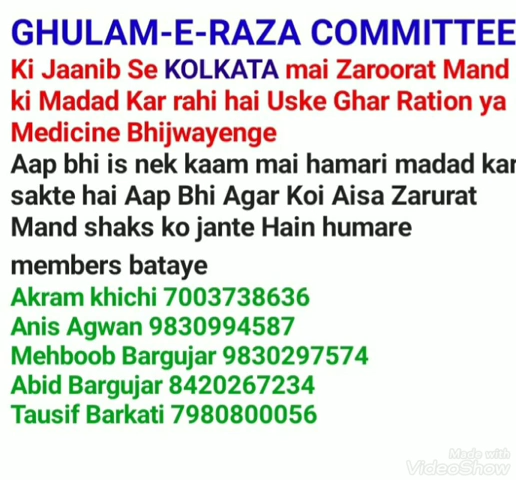 GHULAM-E-RAZA COMMITTEE
Ki Jaanib Se KOLKATA mai Zaroorat Mand
ki Madad Kar rahi hai Uske Ghar Ration ya
Medicine Bhijwayenge
Aap bhi is nek kaam mai hamari madad kar
sakte hai Aap Bhi Agar Koi Aisa Zarurat
Mand shaks ko jante Hain humare
members bataye
Akram khichi 7003738636
Anis Agwan 9830994587
Mehboob Bargujar 9830297574
Abid Bargujar 8420267234
Tausif Barkati 7980800056
Made with
VideoShow